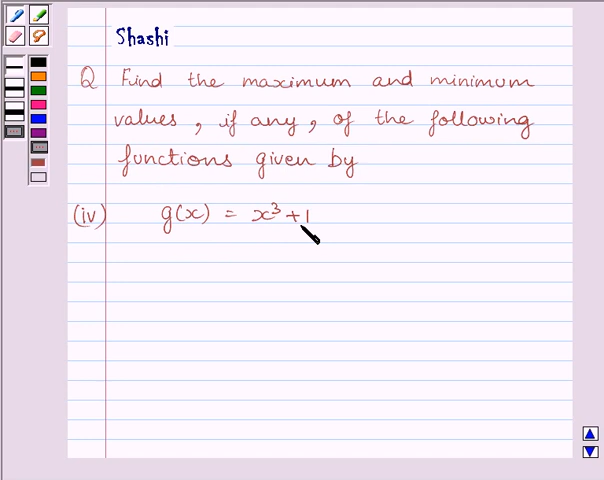 Shashi
Q Find the maximum and minimum
values, if any, of the following
functions given by
(iv) g(x) = x³ + 1